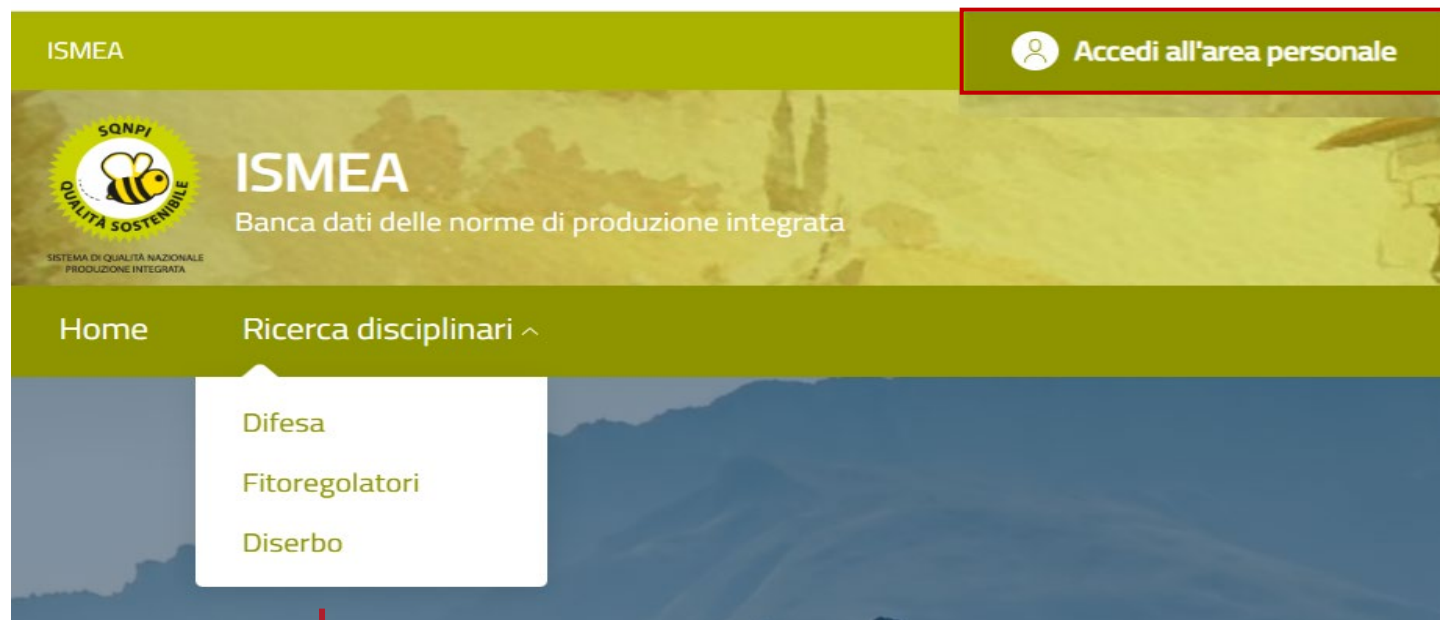 ISMEA
Accedi all'area personale
SQNPI
QUALITÀ SOSTENIBILE
SISTEMA DI QUALITÀ NAZIONALE
PRODUZIONE INTEGRATA
ISMEA
Banca dati delle norme di produzione integrata
Home
Ricerca disciplinari
Difesa
Fitoregolatori
Diserbo